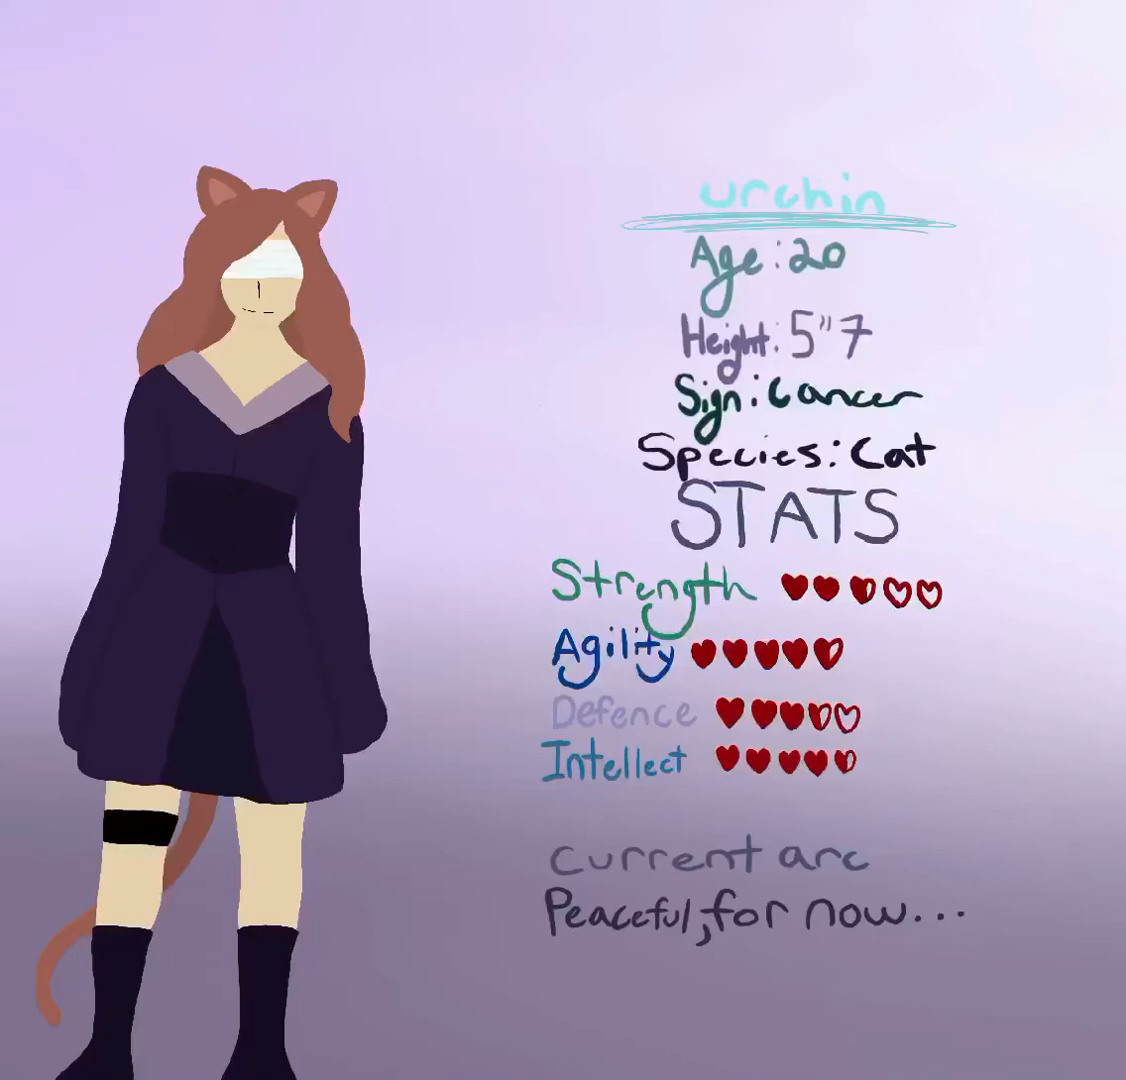 urchin
Age:20
Height:5"7
Sign:Cancer
Species:Cat
STATS
Strength
Agility
Defence
Intellect
current arc
Peaceful,for now...